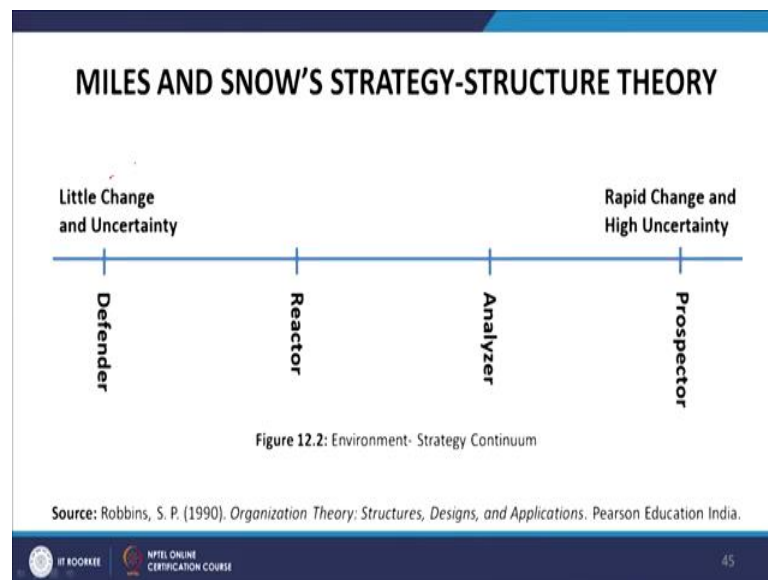 MILES AND SNOW'S STRATEGY-STRUCTURE THEORY
Little Change
and Uncertainty
Rapid Change and
High Uncertainty
Defender
Reactor
Analyzer
Prospector
Figure 12.2: Environment- Strategy Continuum
Source: Robbins, S. P. (1990). Organization Theory: Structures, Designs, and Applications. Pearson Education India.
IIT ROORKEE
NPTEL ONLINE
CERTIFICATION COURSE
45